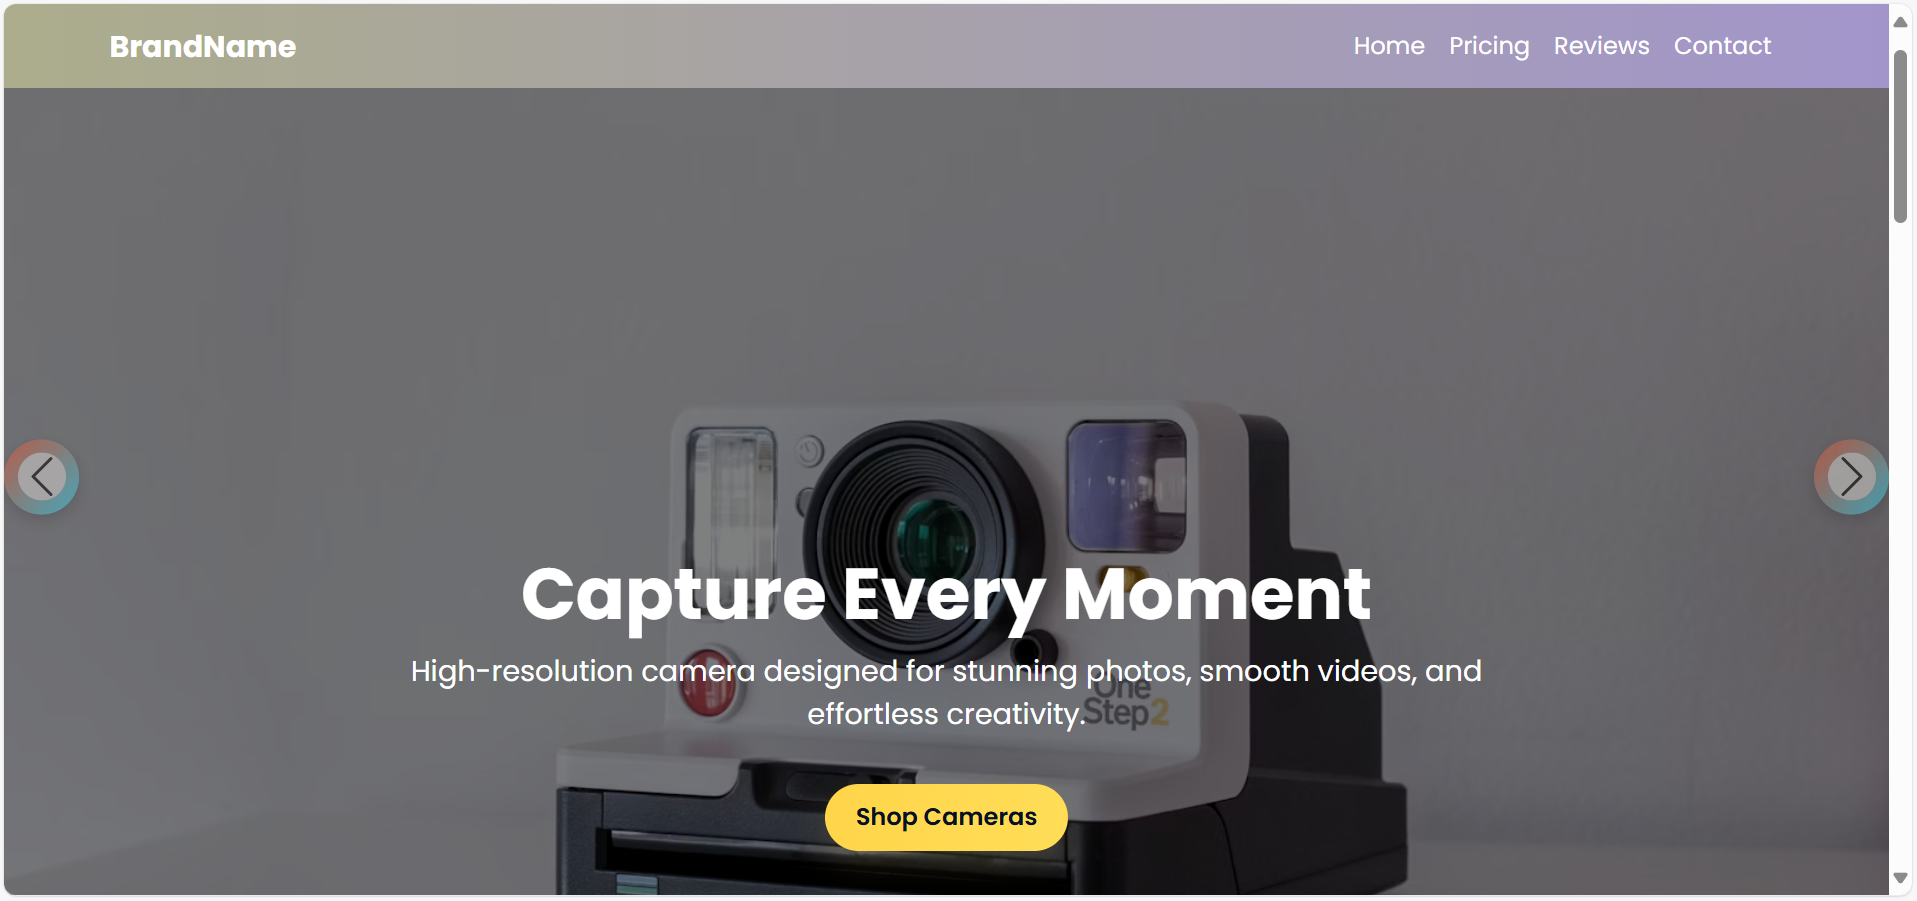 BrandName
Home Pricing Reviews Contact
Capture Every Moment
High-resolution camera designed for stunning photos, smooth videos, and
effortless creativity.
One
Step2
Shop Cameras